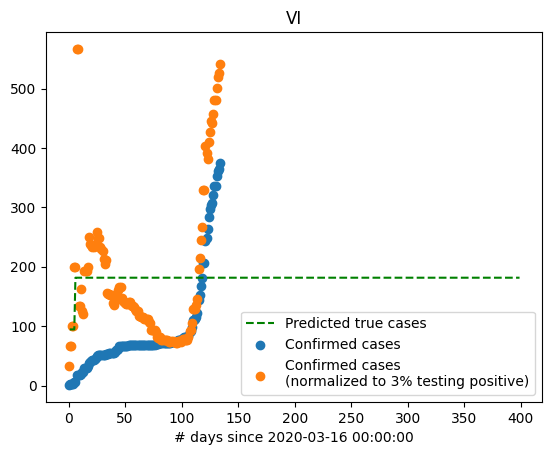 VI
500
400
300
200
100
0
Predicted true cases
Confirmed cases
Confirmed cases
(normalized to 3% testing positive)
0 50 100 150 200 250 300 350 400
# days since 2020-03-16 00:00:00